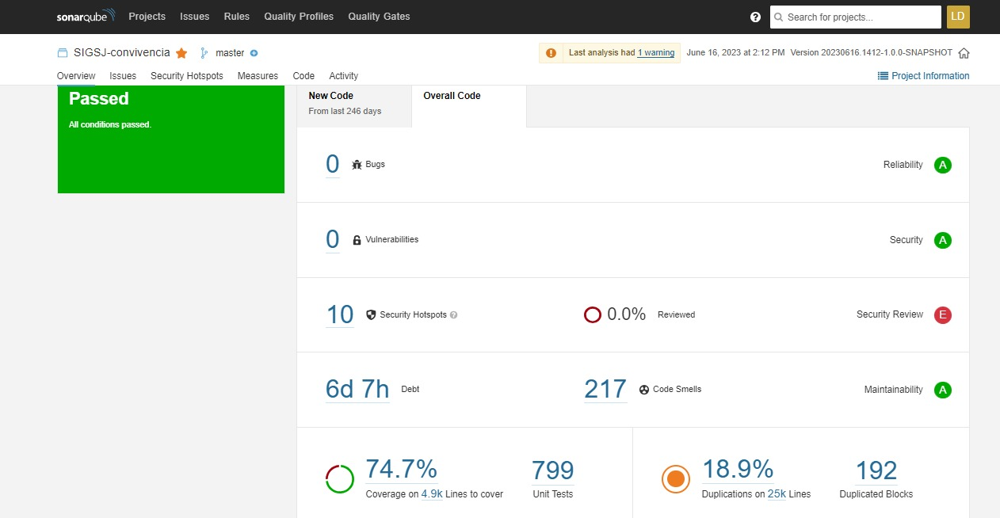 sonarqube Projects Issues Rules Quality Profiles Quality Gates ? Search for projects... LD
SIGSJ-convivencia master Last analysis had 1 warning June 16, 2023 at 2:12 PM Version 20230616.1412-1.0.0-SNAPSHOT
Overview Issues Security Hotspots Measures Code Activity Project Information
Passed
All conditions passed.
New Code
From last 246 days
Overall Code
0 Bugs Reliability A
0 Vulnerabilities Security A
10 Security Hotspots ? 0.0% Reviewed Security Review E
6d 7h Debt 217 Code Smells Maintainability A
74.7% 799 18.9% 192
Coverage on 4.9k Lines to cover Unit Tests Duplications on 25k Lines Duplicated Blocks